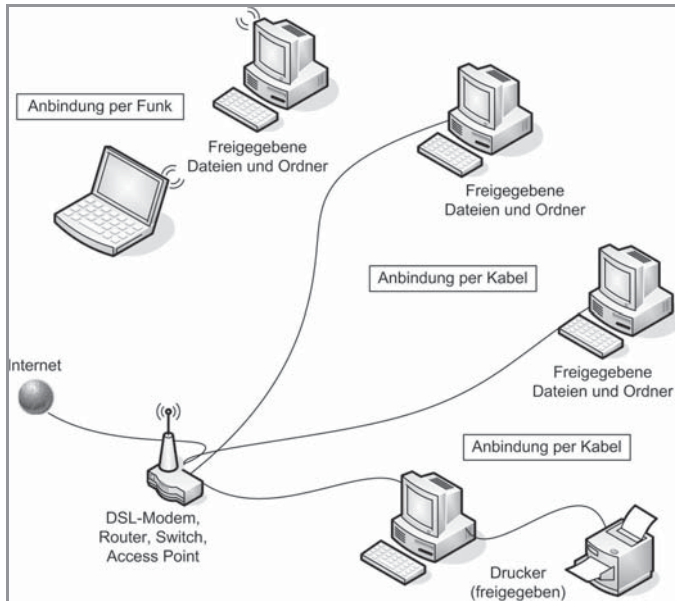 Anbindung per Funk
Freigegebene
Dateien und Ordner
Freigegebene
Dateien und Ordner
Anbindung per Kabel
Freigegebene
Dateien und Ordner
Internet
Anbindung per Kabel
DSL-Modem,
Router, Switch,
Access Point
Drucker
(freigegeben)